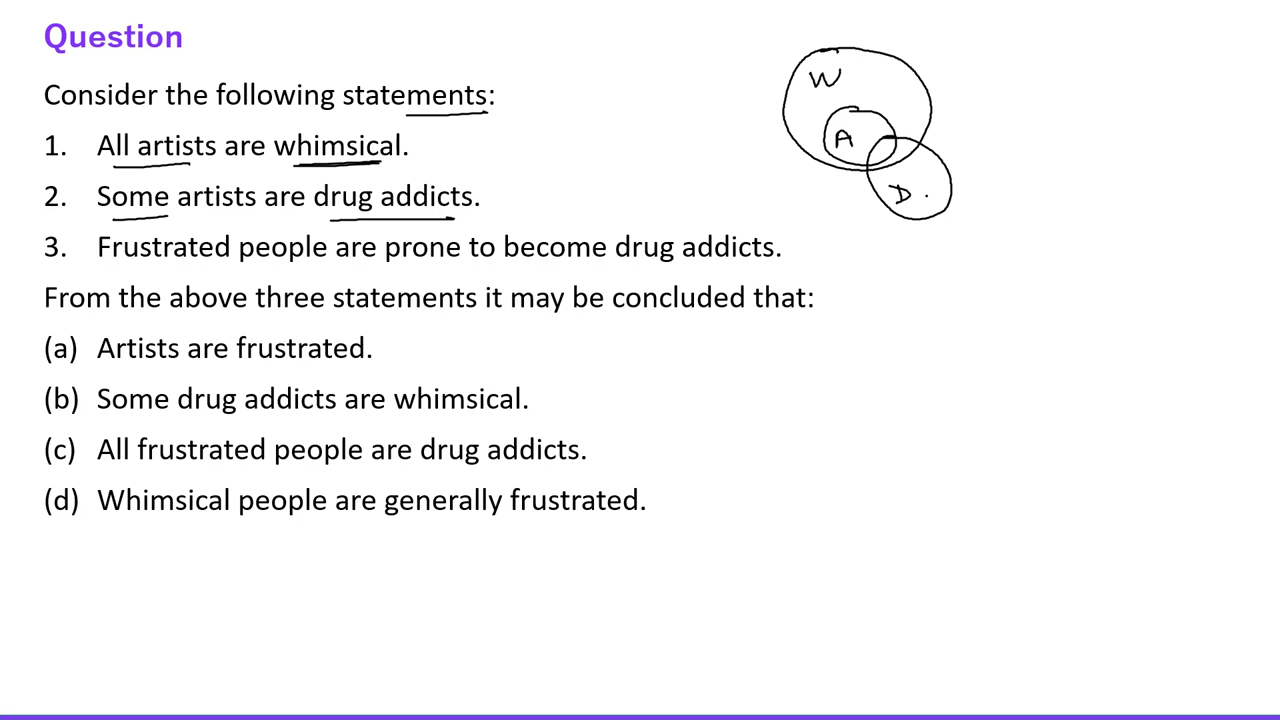 Question
Consider the following statements:
1. All artists are whimsical.
2. Some artists are drug addicts.
3. Frustrated people are prone to become drug addicts.
From the above three statements it may be concluded that:
(a) Artists are frustrated.
(b) Some drug addicts are whimsical.
(c) All frustrated people are drug addicts.
(d) Whimsical people are generally frustrated.
W
A
D